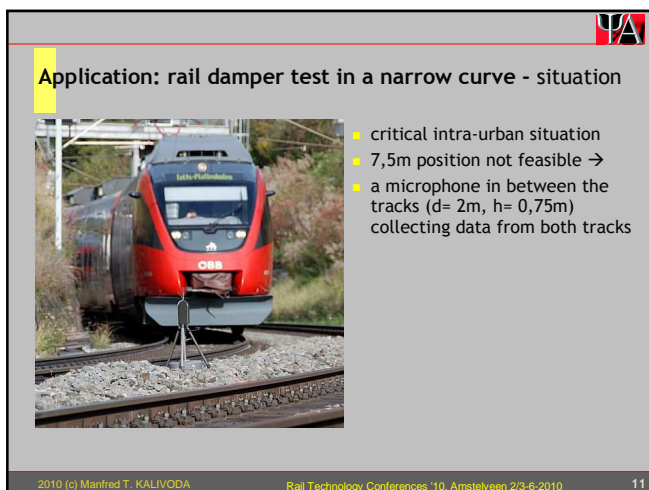 ΨA
Application: rail damper test in a narrow curve - situation
critical intra-urban situation
7,5m position not feasible →
a microphone in between the
tracks (d= 2m, h= 0,75m)
collecting data from both tracks
ÖBB
2010 (c) Manfred T. KALIVODA
Rail Technology Conferences '10, Amstelveen 2/3-6-2010
11